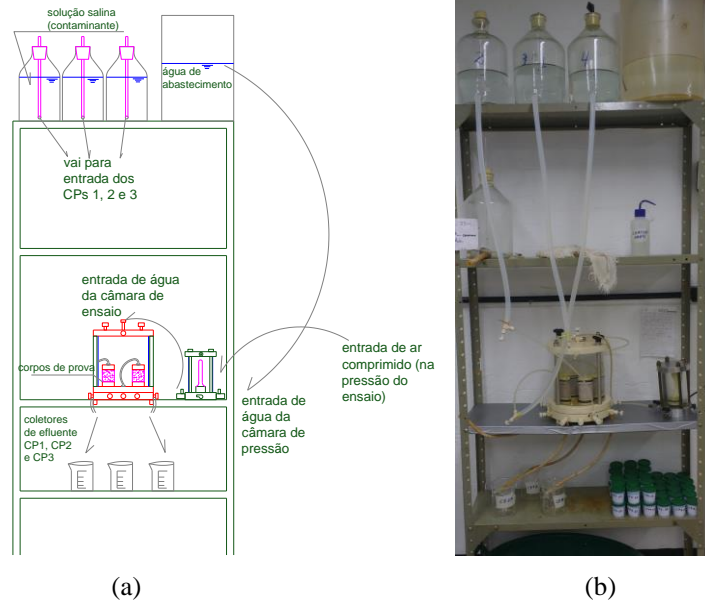 solução salina
(contaminante)
água de
abastecimento
vai para
entrada dos
CPs 1, 2 e 3
entrada de água
da câmara de
ensaio
corpos de prova
entrada de ar
comprimido (na
pressão do
ensaio)
entrada de
água da
câmara de
pressão
coletores
de efluente
CP1, CP2
e CP3
(a)
(b)